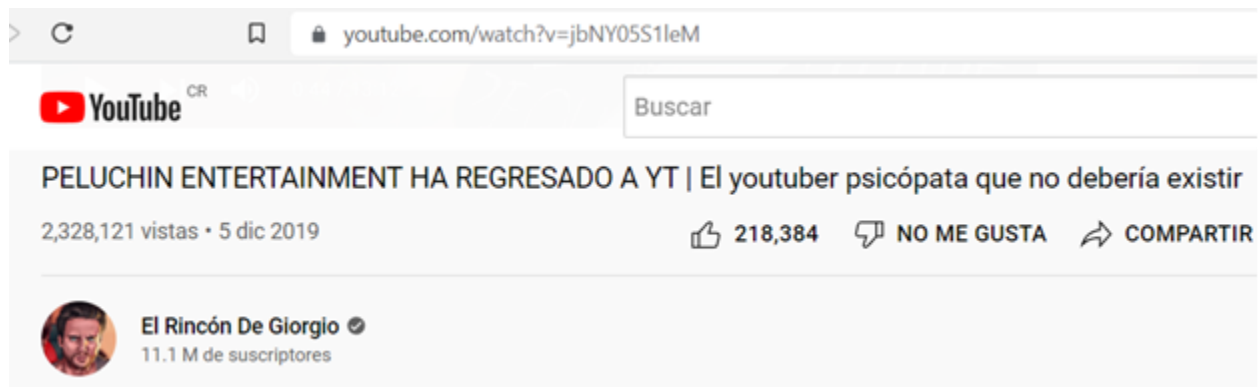 youtube.com/watch?v=jbNY05S1leM
YouTube CR
Buscar
PELUCHIN ENTERTAINMENT HA REGRESADO A YT | El youtuber psicópata que no debería existir
2,328,121 vistas • 5 dic 2019 218,384 NO ME GUSTA COMPARTIR
El Rincón De Giorgio
11.1 M de suscriptores